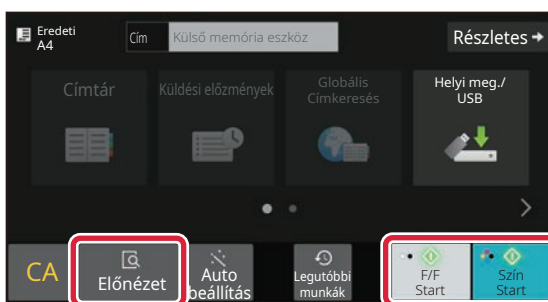 Eredeti
A4
Cím
Külső memória eszköz
Részletes
Címtár
Küldési előzmények
Globális
Címkeresés
Helyi meg./
USB
CA
Előnézet
Auto
beállítás
Legutóbbi
munkák
F/F
Start
Szín
Start